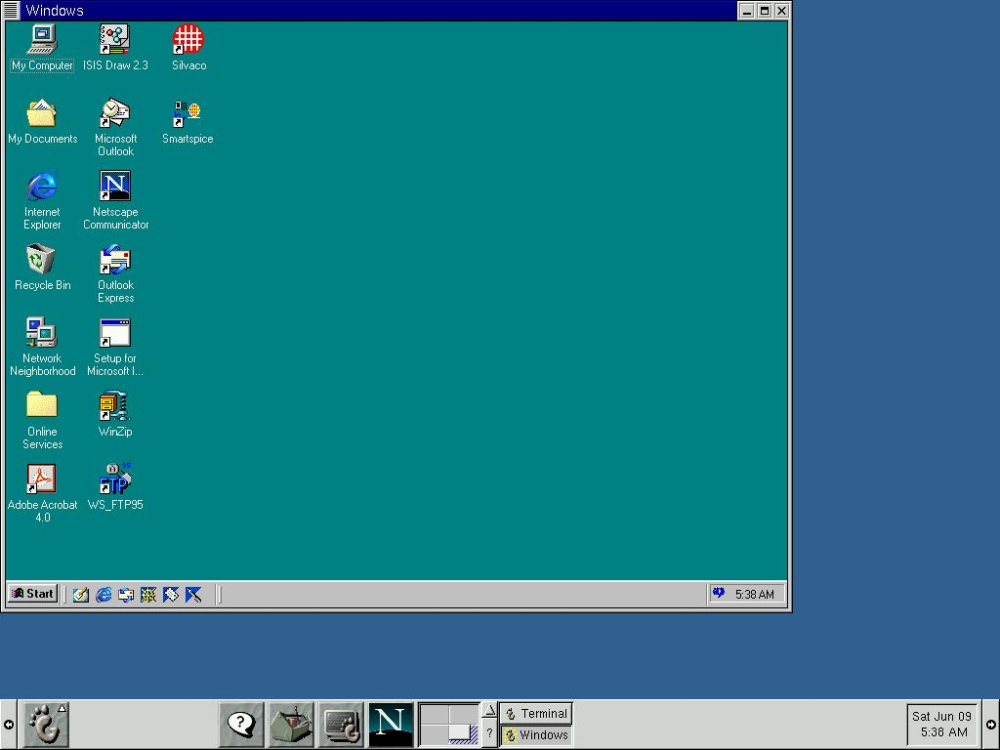 Windows
My Computer
ISIS Draw 2.3
Silvaco
My Documents
Microsoft
Outlook
Smartspice
Internet
Explorer
Netscape
Communicator
Recycle Bin
Outlook
Express
Network
Neighborhood
Setup for
Microsoft I...
Online
Services
WinZip
Adobe Acrobat
4.0
WS_FTP95
95
FTP
N
Start
5:38 AM
?
N
?
Terminal
Windows
Sat Jun 09
5:38 AM